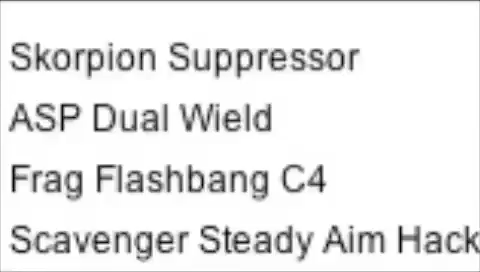 Skorpion Suppressor
ASP Dual Wield
Frag Flashbang C4
Scavenger Steady Aim Hack